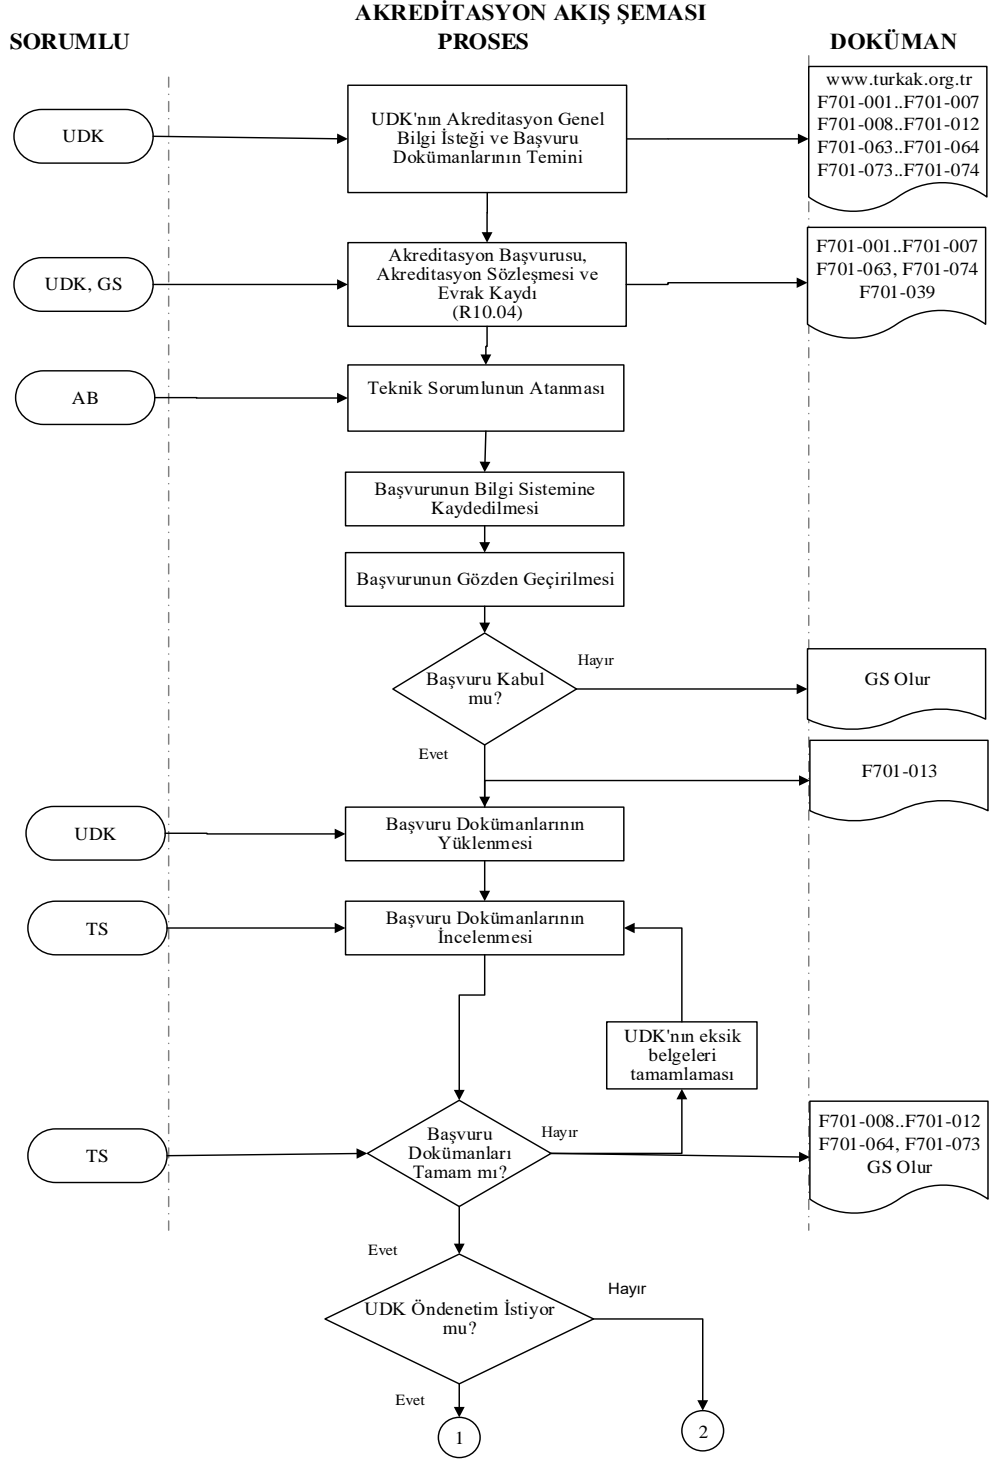 AKREDİTASYON AKIŞ ŞEMASI
SORUMLU
PROSES
DOKÜMAN
UDK
UDK'nın Akreditasyon Genel
Bilgi İsteği ve Başvuru
Dokümanlarının Temini
www.turkak.org.tr
F701-001..F701-007
F701-008..F701-012
F701-063..F701-064
F701-073..F701-074
UDK, GS
Akreditasyon Başvurusu,
Akreditasyon Sözleşmesi ve
Evrak Kaydı
(R10.04)
F701-001..F701-007
F701-063, F701-074
F701-039
AB
Teknik Sorumlunun Atanması
Başvurunun Bilgi Sistemine
Kaydedilmesi
Başvurunun Gözden Geçirilmesi
Başvuru Kabul
mu?
Hayır
GS Olur
Evet
F701-013
UDK
Başvuru Dokümanlarının
Yüklenmesi
TS
Başvuru Dokümanlarının
İncelenmesi
UDK'nın eksik
belgeleri
tamamlaması
TS
Başvuru
Dokümanları
Tamam mı?
Hayır
F701-008..F701-012
F701-064, F701-073
GS Olur
Evet
UDK Öndenetim İstiyor
mu?
Hayır
Evet
1
2